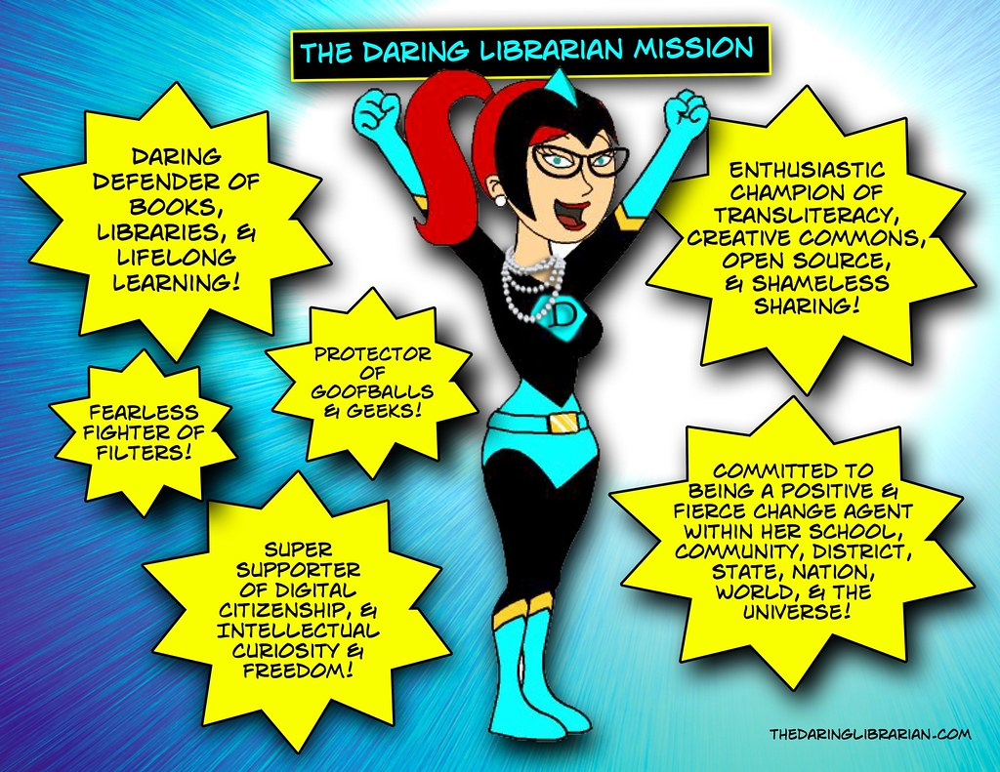 THE DARING LIBRARIAN MISSION
DARING
DEFENDER OF
BOOKS,
LIBRARIES, &
LIFELONG
LEARNING!
ENTHUSIASTIC
CHAMPION OF
TRANSLITERACY,
CREATIVE COMMONS,
OPEN SOURCE,
& SHAMELESS
SHARING!
D
PROTECTOR
OF
GOOFBALLS
& GEEKS!
FEARLESS
FIGHTER OF
FILTERS!
COMMITTED TO
BEING A POSITIVE &
FIERCE CHANGE AGENT
WITHIN HER SCHOOL,
COMMUNITY, DISTRICT,
STATE, NATION,
WORLD, & THE
UNIVERSE!
SUPER
SUPPORTER
OF DIGITAL
CITIZENSHIP, &
INTELLECTUAL
CURIOSITY &
FREEDOM!
THEDARINGLIBRARIAN.COM